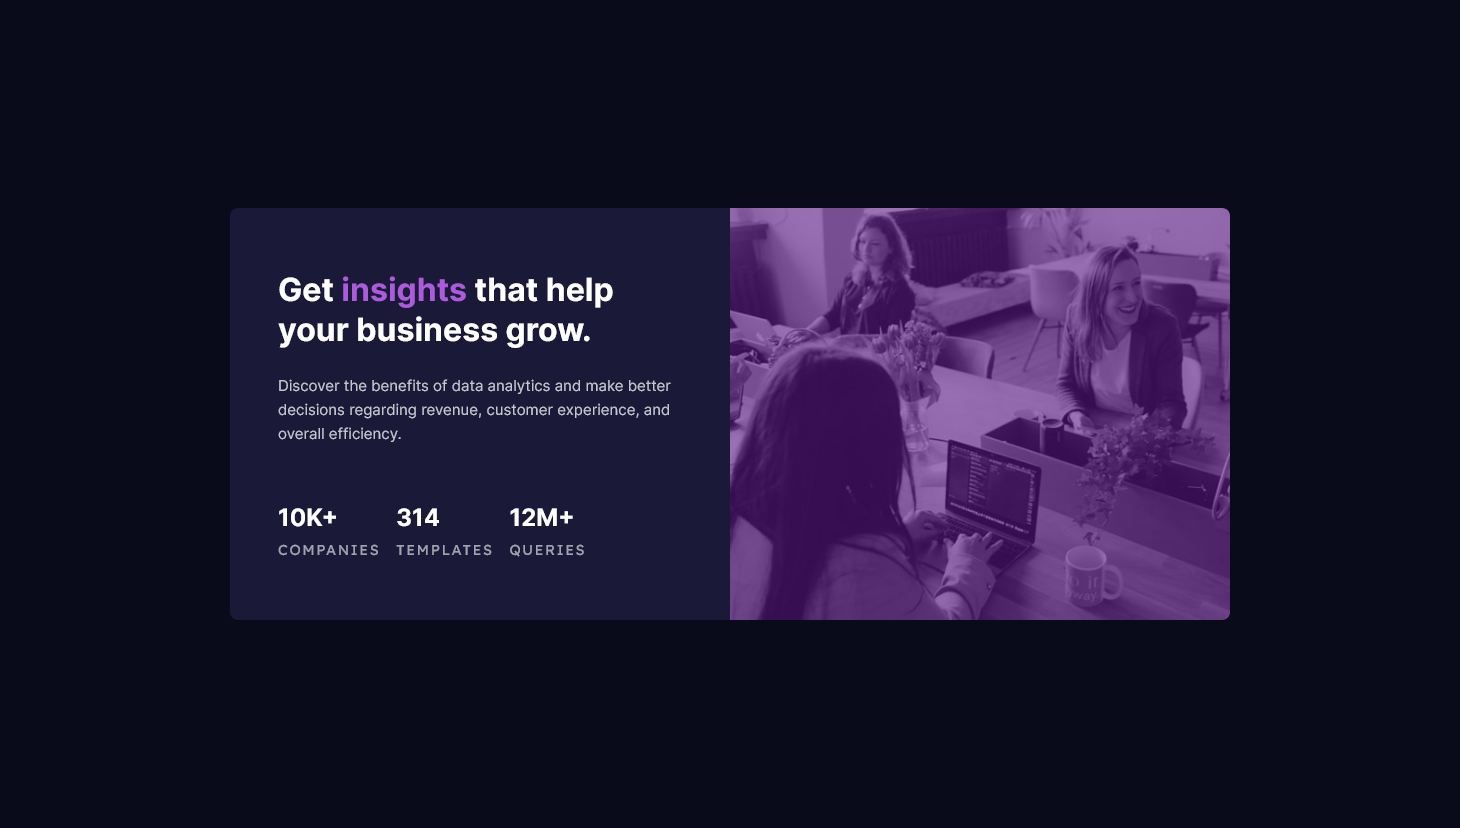 Get insights that help
your business grow.
Discover the benefits of data analytics and make better
decisions regarding revenue, customer experience, and
overall efficiency.
10K+ 314 12M+
COMPANIES TEMPLATES QUERIES